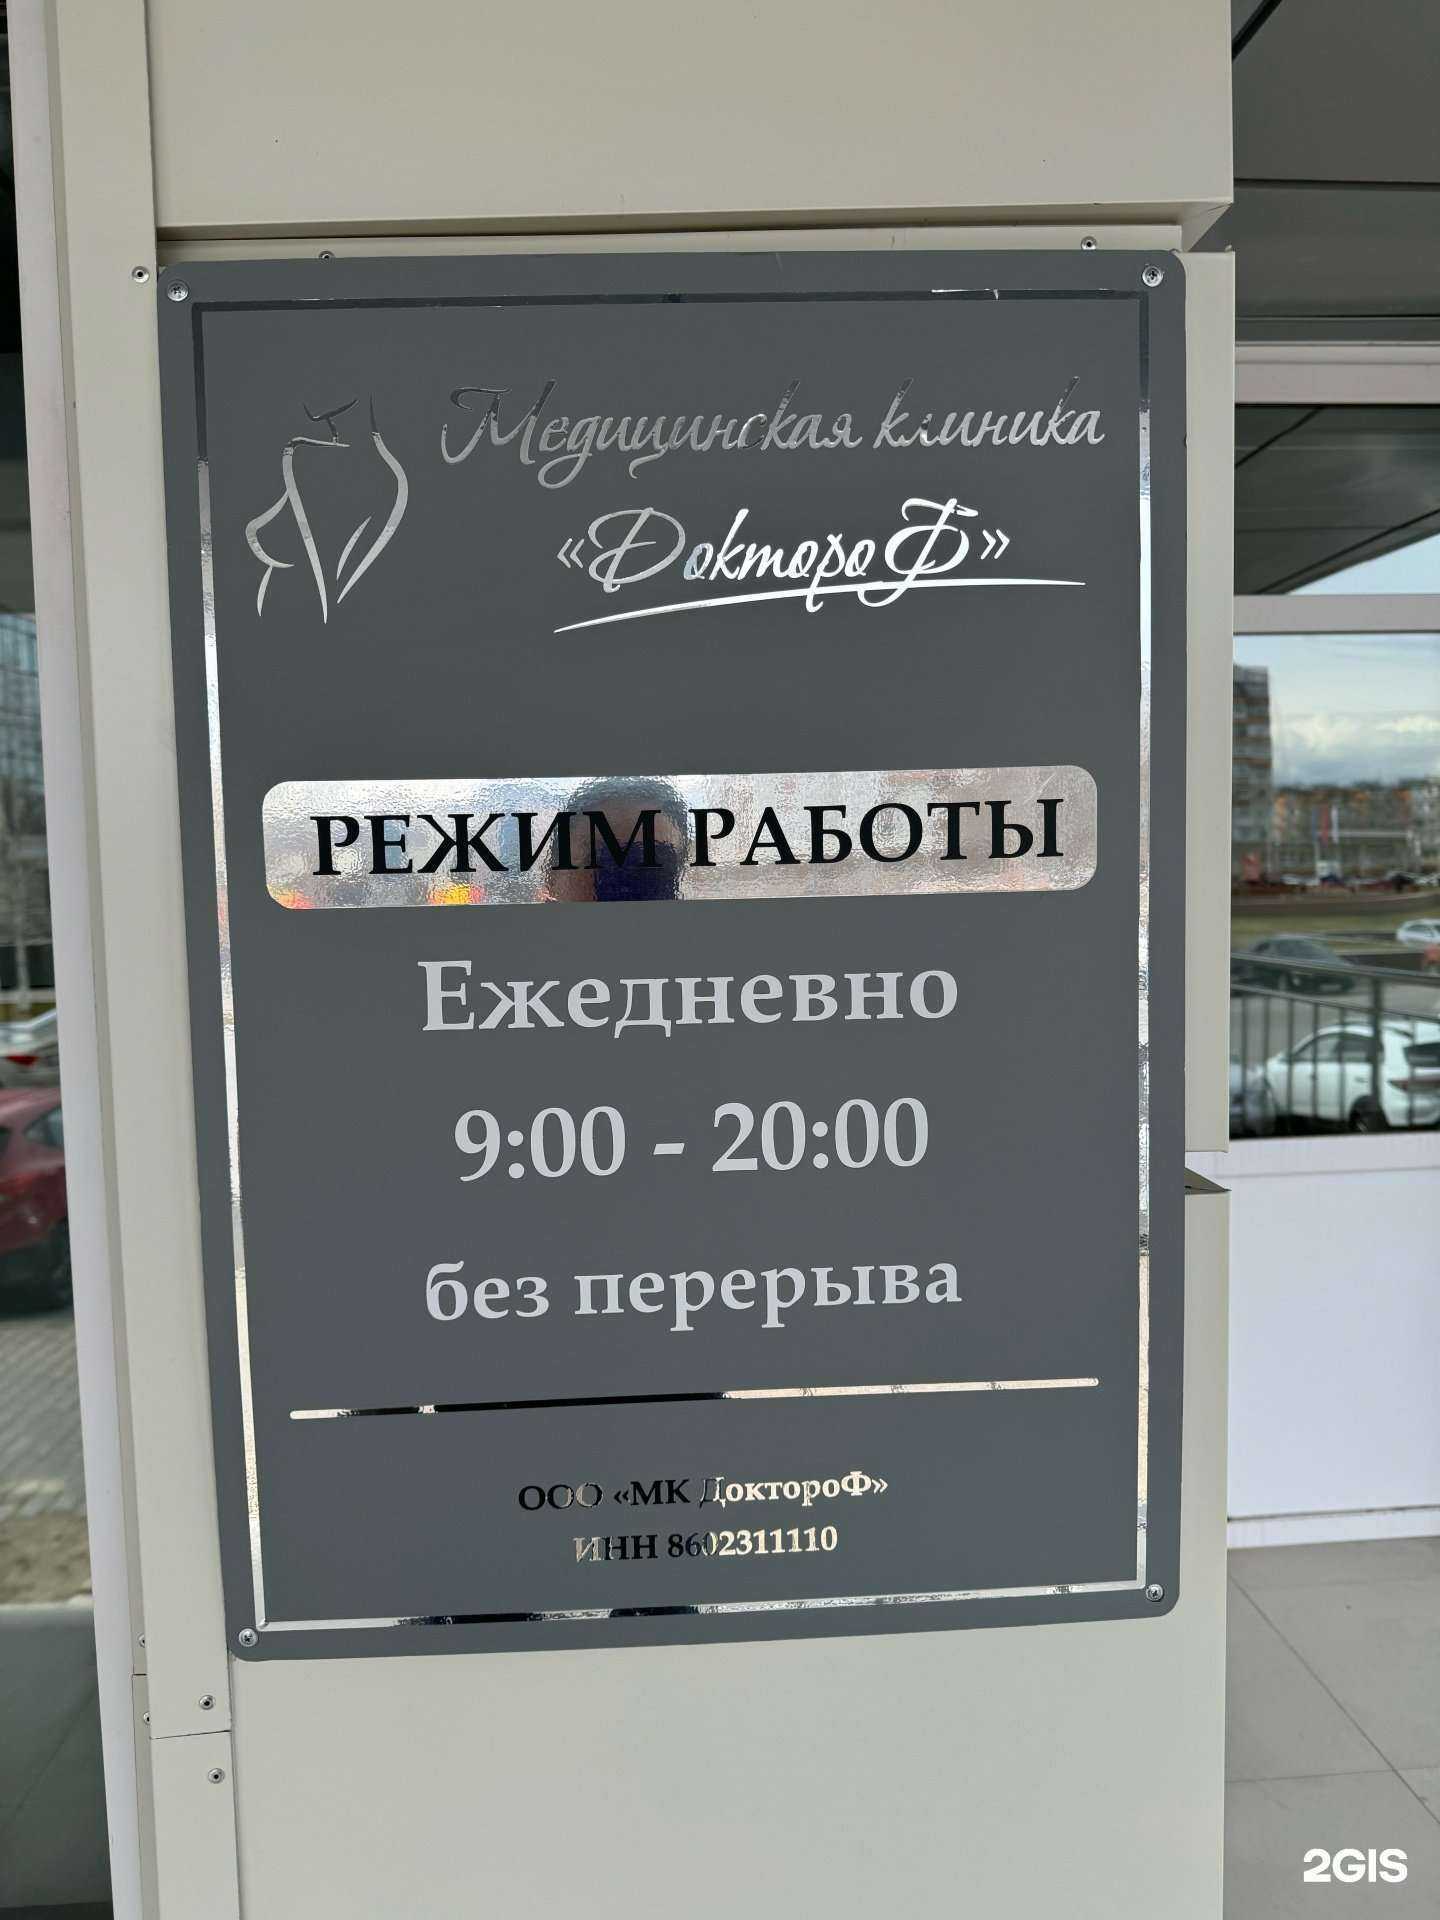 Медицинская клиника
«ДоктороФ»
РЕЖИМ РАБОТЫ
Ежедневно
9:00 - 20:00
без перерыва
ООО «МК ДоктороФ»
ИНН 8602311110
2GIS